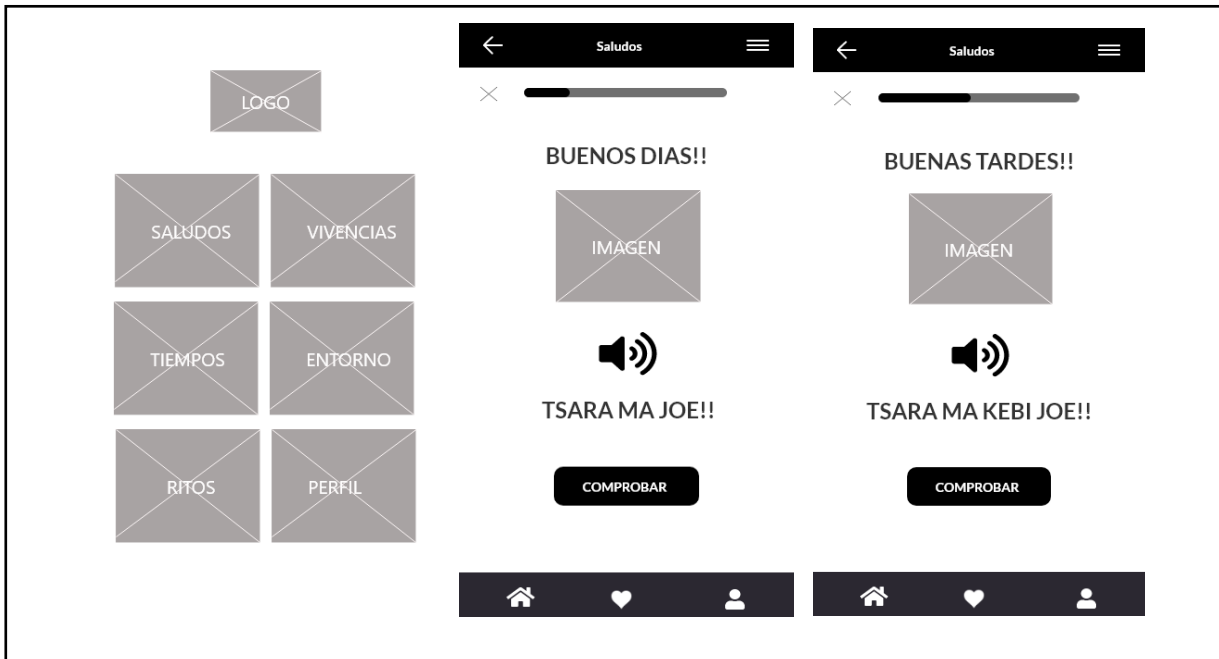 LOGO
SALUDOS
VIVENCIAS
TIEMPOS
ENTORNO
RITOS
PERFIL
Saludos
BUENOS DIAS!!
IMAGEN
TSARA MA JOE!!
COMPROBAR
Saludos
BUENAS TARDES!!
IMAGEN
TSARA MA KEBI JOE!!
COMPROBAR